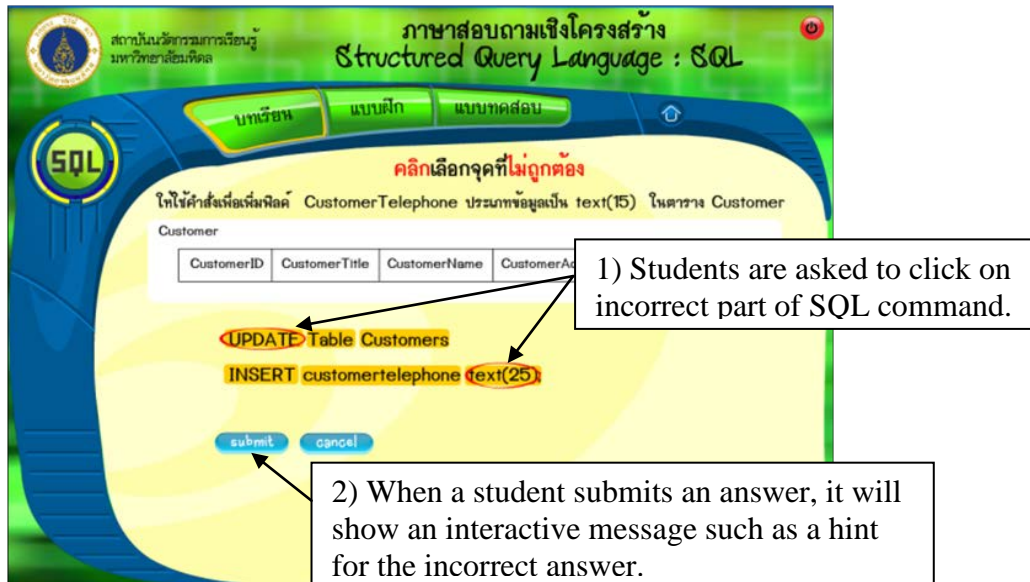 สถาบันนวัตกรรมการเรียนรู้
มหาวิทยาลัยมหิดล
ภาษาสอบถามเชิงโครงสร้าง
Structured Query Language : SQL
บทเรียน
แบบฝึก
แบบทดสอบ
SQL
คลิกเลือกจุดที่ไม่ถูกต้อง
ให้ใช้คำสั่งเพื่อเพิ่มฟิลด์ CustomerTelephone ประเภทข้อมูลเป็น text(15) ในตาราง Customer
Customer
CustomerID CustomerTitle CustomerName
1) Students are asked to click on
incorrect part of SQL command.
UPDATE Table Customers
INSERT customertelephone text(25);
submit cancel
2) When a student submits an answer, it will
show an interactive message such as a hint
for the incorrect answer.